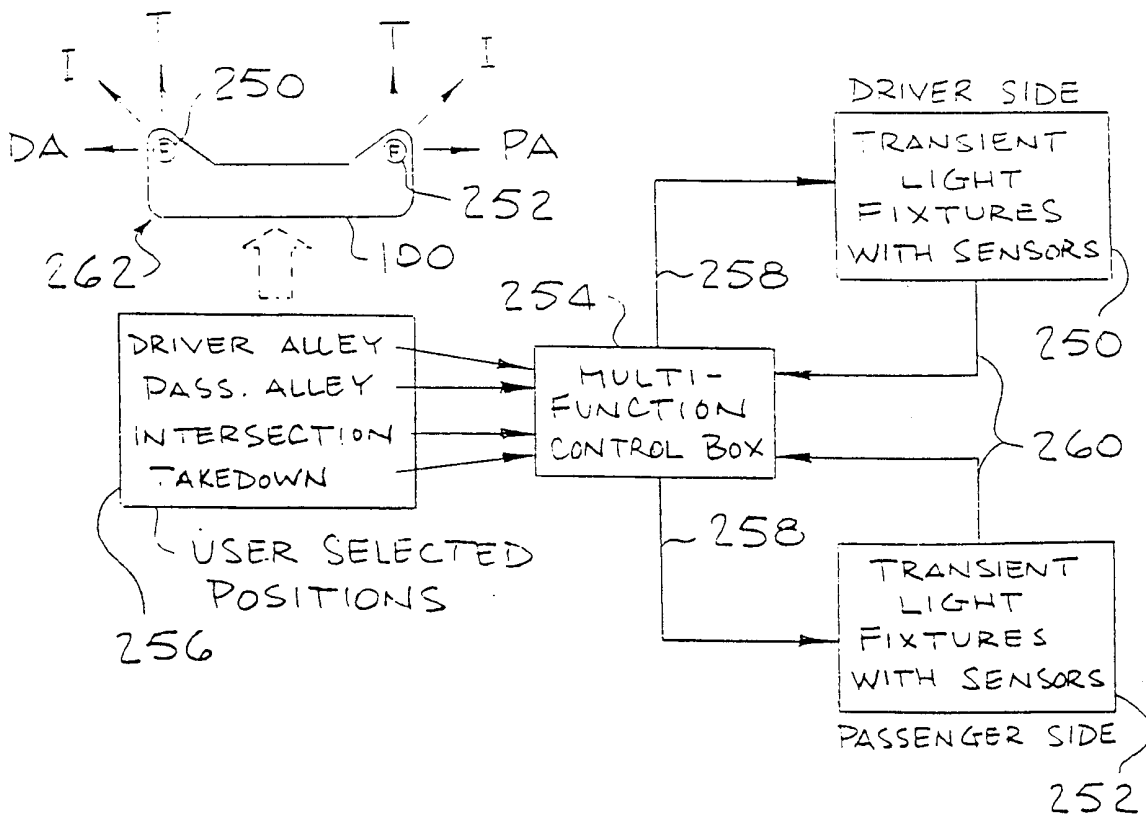 T
T
I
I
250
DA
E
F
PA
252
262
100
DRIVER SIDE
TRANSIENT
LIGHT
FIXTURES
WITH SENSORS
250
258
254
DRIVER ALLEY
PASS. ALLEY
INTERSECTION
TAKEDOWN
MULTI-
FUNCTION
CONTROL BOX
260
258
USER SELECTED
POSITIONS
256
TRANSIENT
LIGHT
FIXTURES
WITH SENSORS
PASSENGER SIDE
252